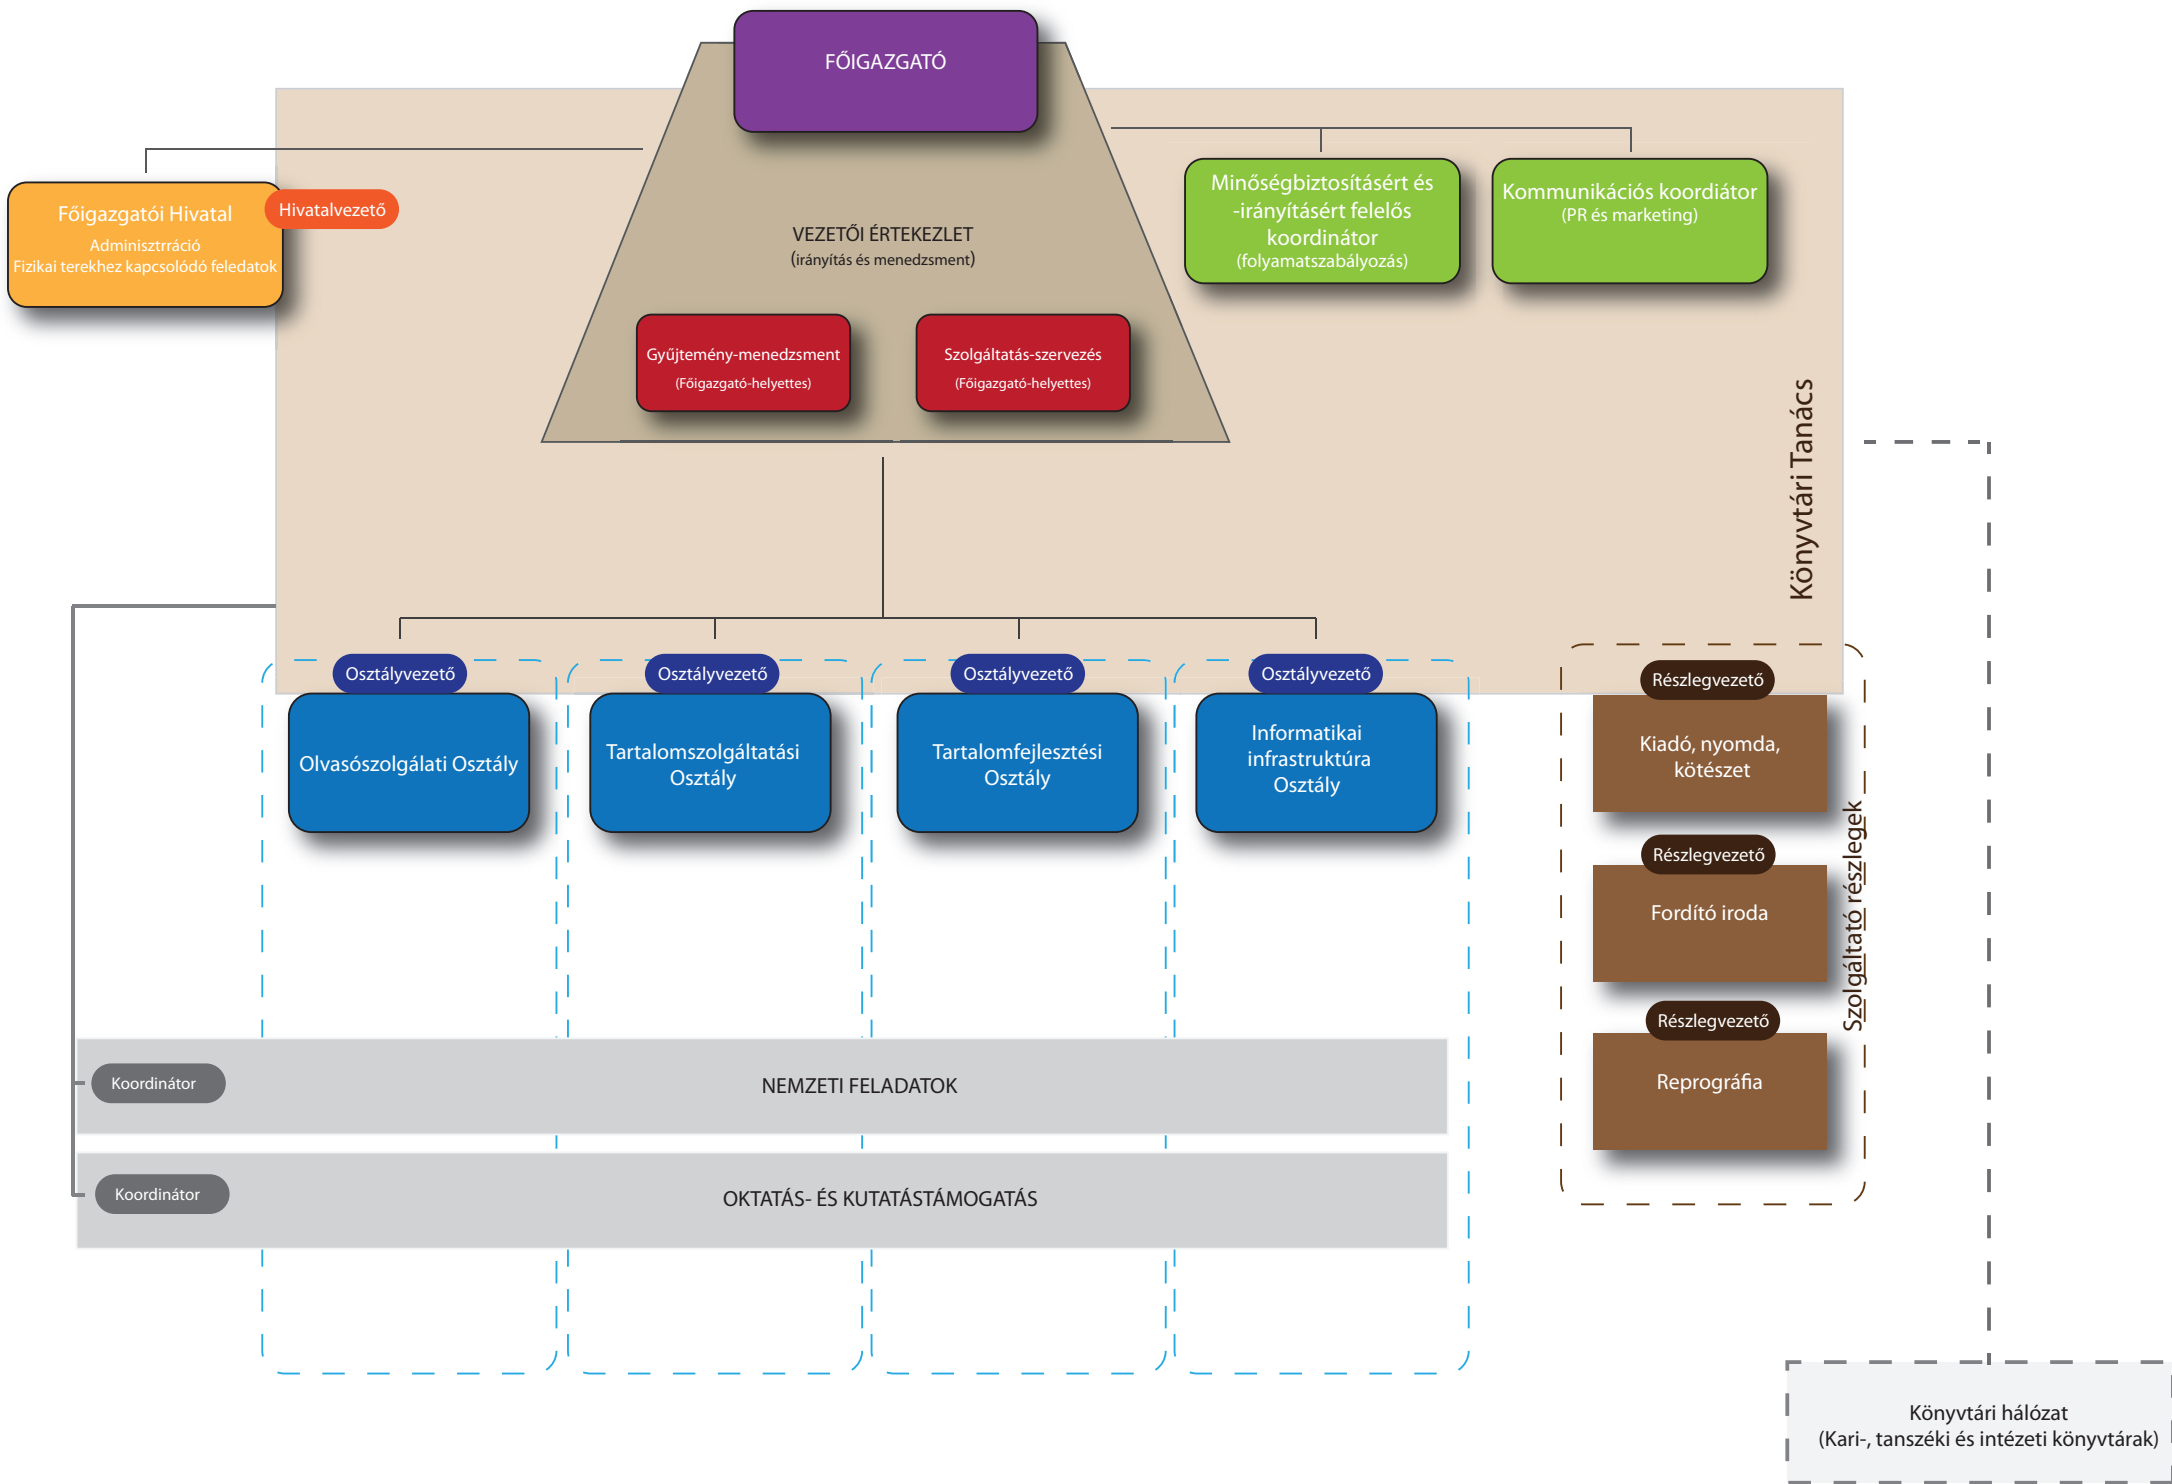 FŐIGAZGATÓ
Főigazgatói Hivatal
Adminisztrráció
Fizikai terekhez kapcsolódó feledatok
Hivatalvezető
VEZETŐI ÉRTEKEZLET
(irányítás és menedzsment)
Minőségbiztosításért és
-irányításért felelős
koordinátor
(folyamatszabályozás)
Kommunikációs koordiátor
(PR és marketing)
Gyűjtemény-menedzsment
(Főigazgató-helyettes)
Szolgáltatás-szervezés
(Főigazgató-helyettes)
Könyvtári Tanács
Osztályvezető
Olvasószolgálati Osztály
Osztályvezető
Tartalomszolgáltatási
Osztály
Osztályvezető
Tartalomfejlesztési
Osztály
Osztályvezető
Informatikai
infrastruktúra
Osztály
Részlegvezető
Kiadó, nyomda,
kötészet
Részlegvezető
Fordító iroda
Részlegvezető
Reprográfia
Szolgáltató részlegek
Koordinátor
NEMZETI FELADATOK
Koordinátor
OKTATÁS- ÉS KUTATÁSTÁMOGATÁS
Könyvtári hálózat
(Kari-, tanszéki és intézeti könyvtárak)